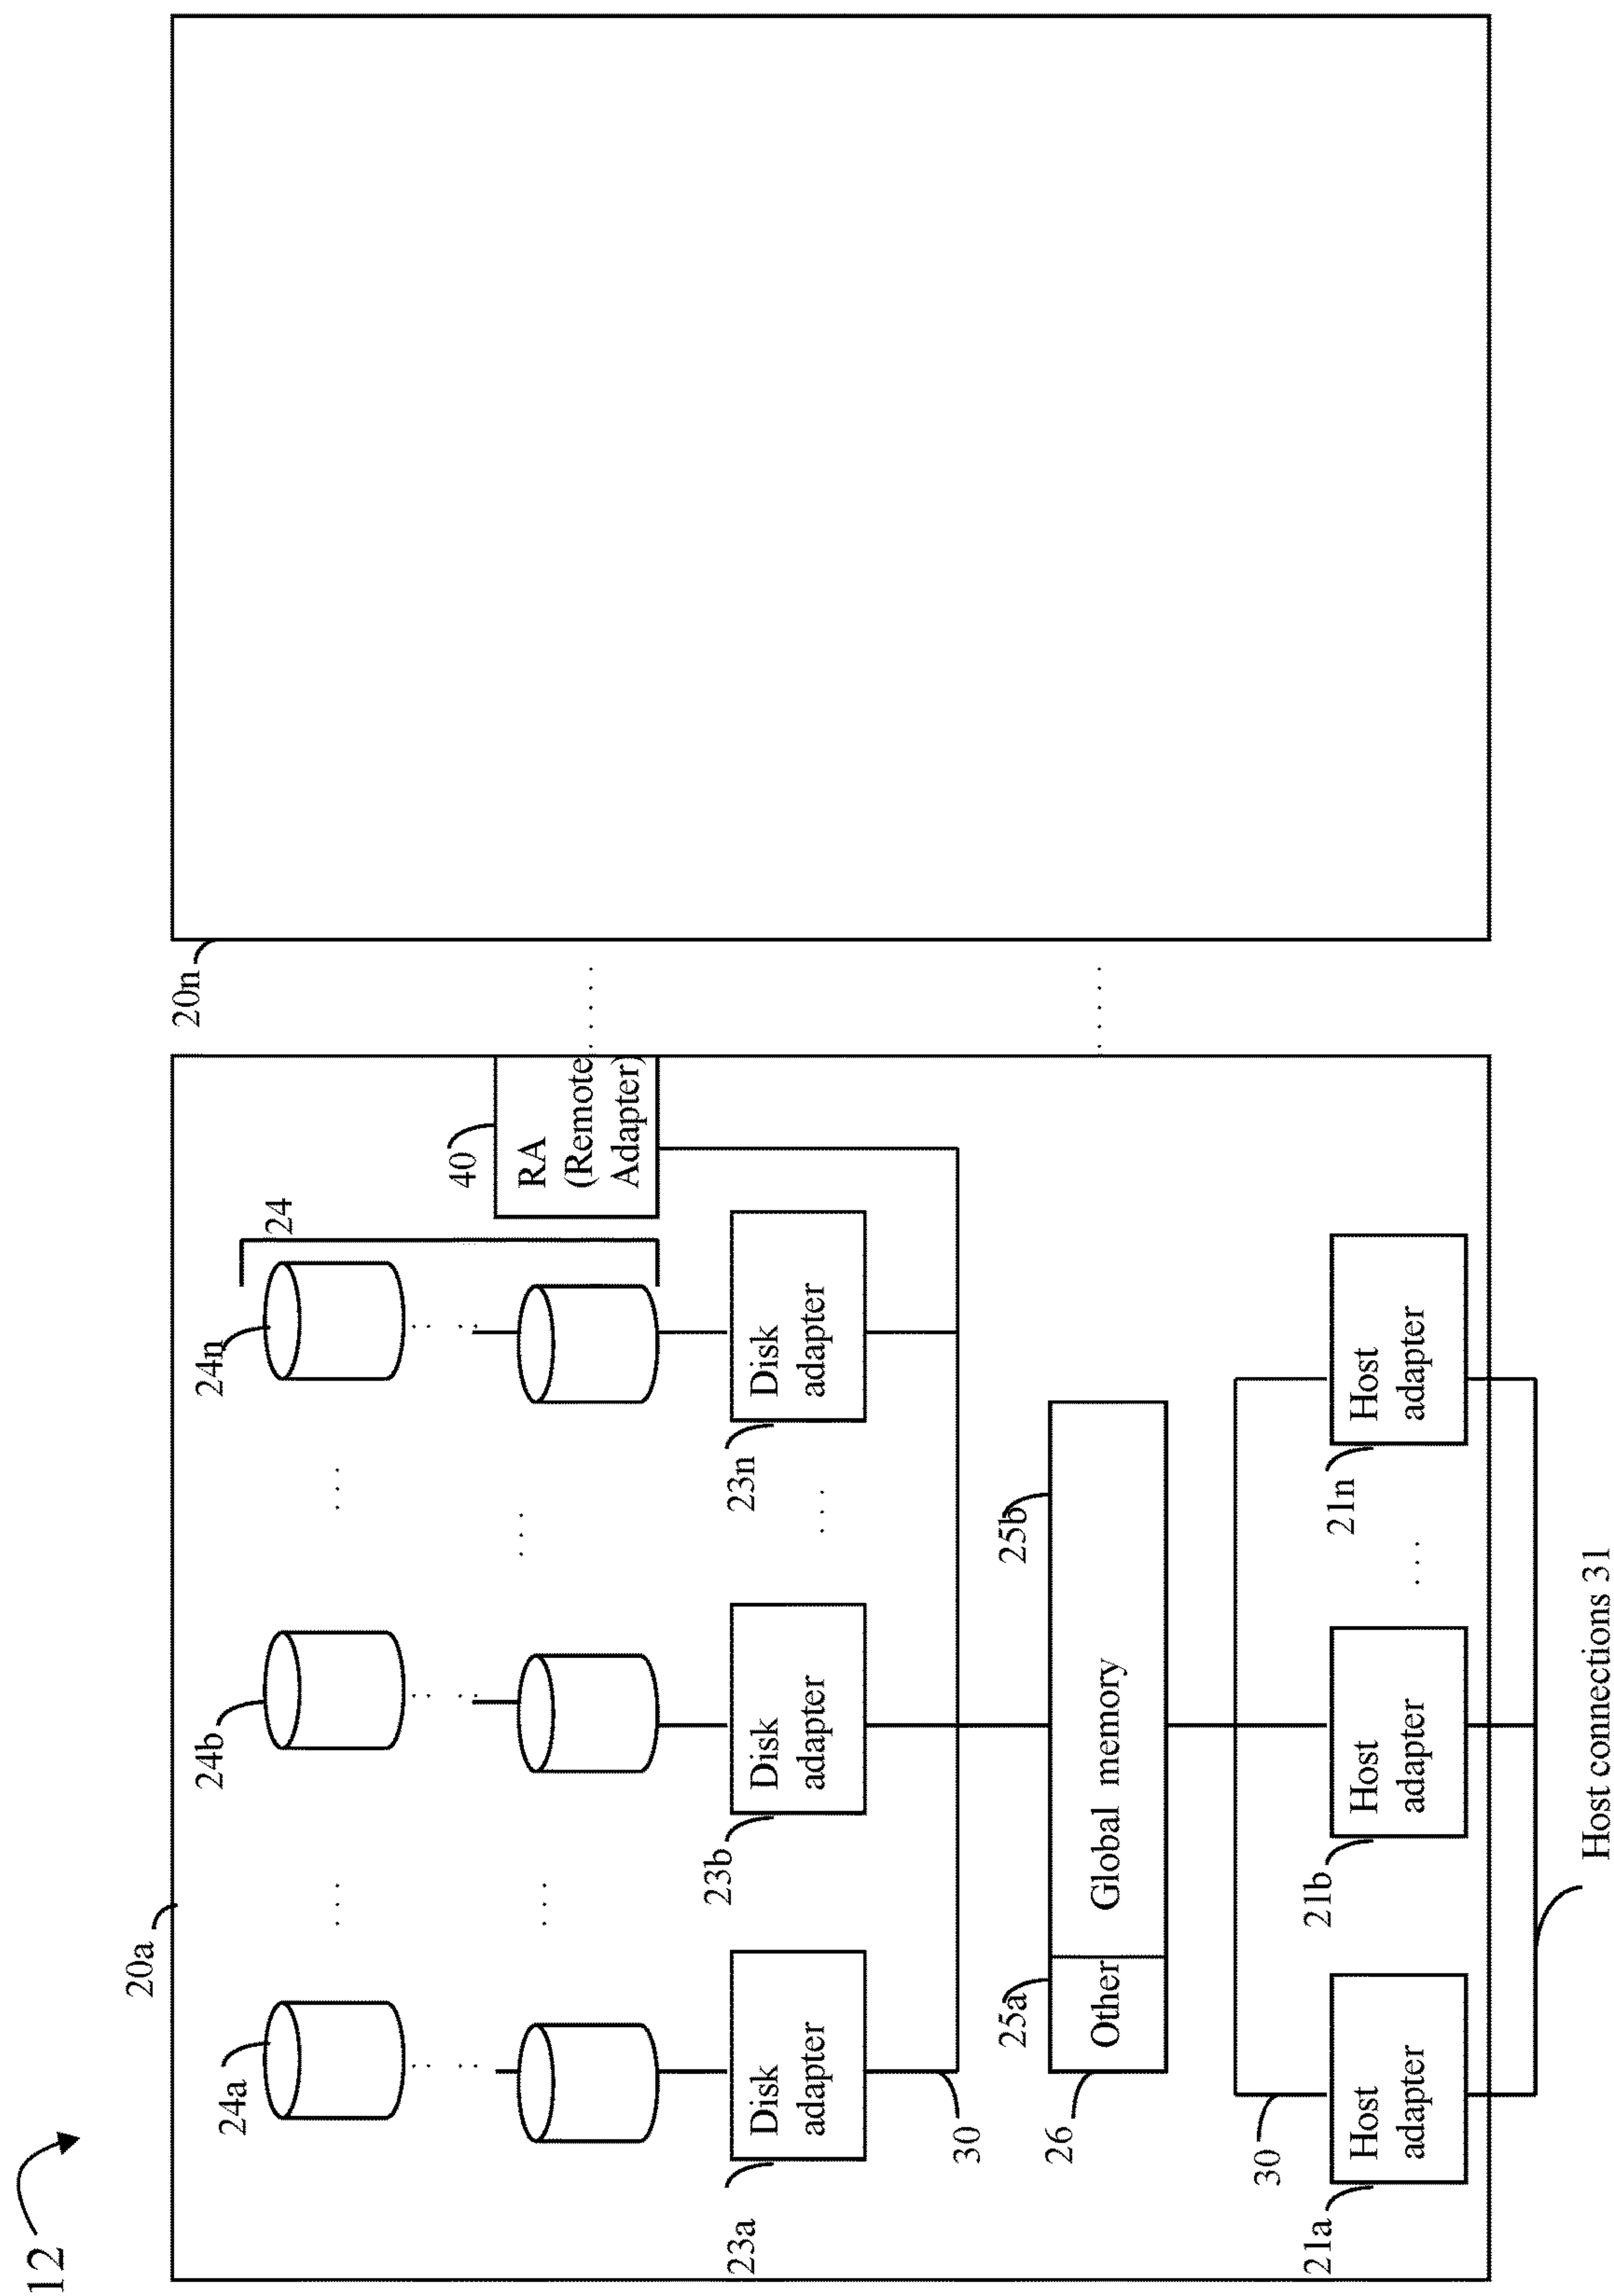 12
20a
20n
24a
24b
24n
24
40
RA
(Remote
Adapter)
23a
Disk
adapter
23b
Disk
adapter
23n
Disk
adapter
30
25a
25b
26
Other
Global memory
30
21a
Host
adapter
21b
Host
adapter
21n
Host
adapter
Host connections 31